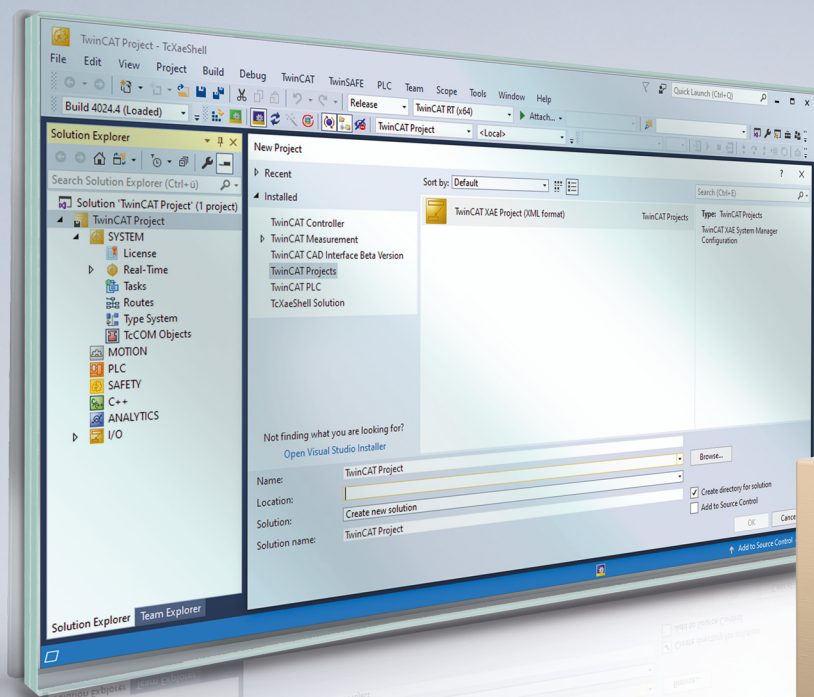 TwinCAT Project - TcXaeShell
File Edit View Project Build Debug TwinCAT TwinSAFE PLC Team Scope Tools Window Help
Quick Launch (Ctrl+Q)
Release TwinCAT RT (x64) Attach...
Build 4024.4 (Loaded) TwinCAT Project <Local>
Solution Explorer
Search Solution Explorer (Ctrl+ü)
Solution 'TwinCAT Project' (1 project)
TwinCAT Project
SYSTEM
License
Real-Time
Tasks
Routes
Type System
TcCOM Objects
MOTION
PLC
SAFETY
C++
ANALYTICS
I/O
Solution Explorer Team Explorer
New Project
? X
Recent
Installed
TwinCAT Controller
TwinCAT Measurement
TwinCAT CAD Interface Beta Version
TwinCAT Projects
TwinCAT PLC
TcXaeShell Solution
Not finding what you are looking for?
Open Visual Studio Installer
Sort by: Default
TwinCAT XAE Project (XML format) TwinCAT Projects
Search (Ctrl+E)
Type: TwinCAT Projects
TwinCAT XAE System Manager
Configuration
Name: TwinCAT Project
Location:
Browse...
Solution: Create new solution
Solution name: TwinCAT Project
Create directory for solution
Add to Source Control
OK Cance
Add to Source Control